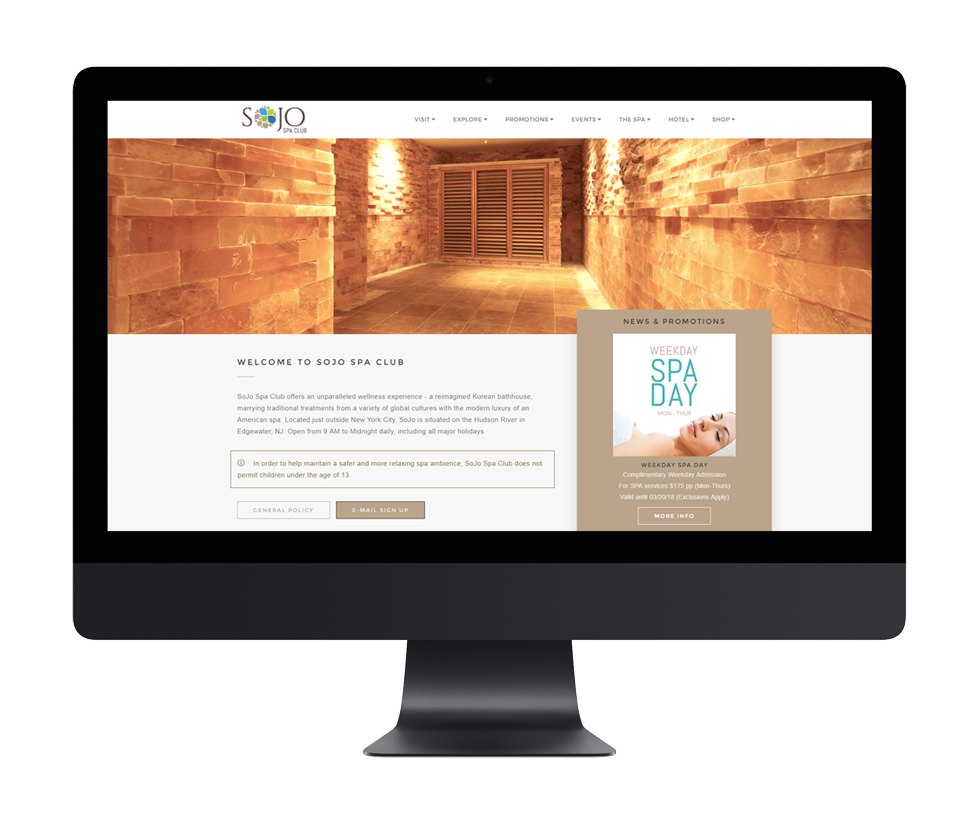 SOJO
SPA CLUB
VISIT EXPLORE PROMOTIONS EVENTS THE SPA HOTEL SHOP
WELCOME TO SOJO SPA CLUB
SoJo Spa Club offers an unparalleled wellness experience - a reimagined Korean bathhouse,
marrying traditional treatments from a variety of global cultures with the modern luxury of an
American spa. Located just outside New York City, SoJo is situated on the Hudson River in
Edgewater, NJ. Open from 9 AM to Midnight daily, including all major holidays.
In order to help maintain a safer and more relaxing spa ambience, SoJo Spa Club does not
permit children under the age of 13.
GENERAL POLICY
E-MAIL SIGN UP
NEWS & PROMOTIONS
WEEKDAY
SPA
DAY
MON - THUR
WEEKDAY SPA DAY
Complimentary Weekday Admission
For SPA services $175 pp (Mon-Thurs)
Valid until 03/20/18 (Exclusions Apply)
MORE INFO